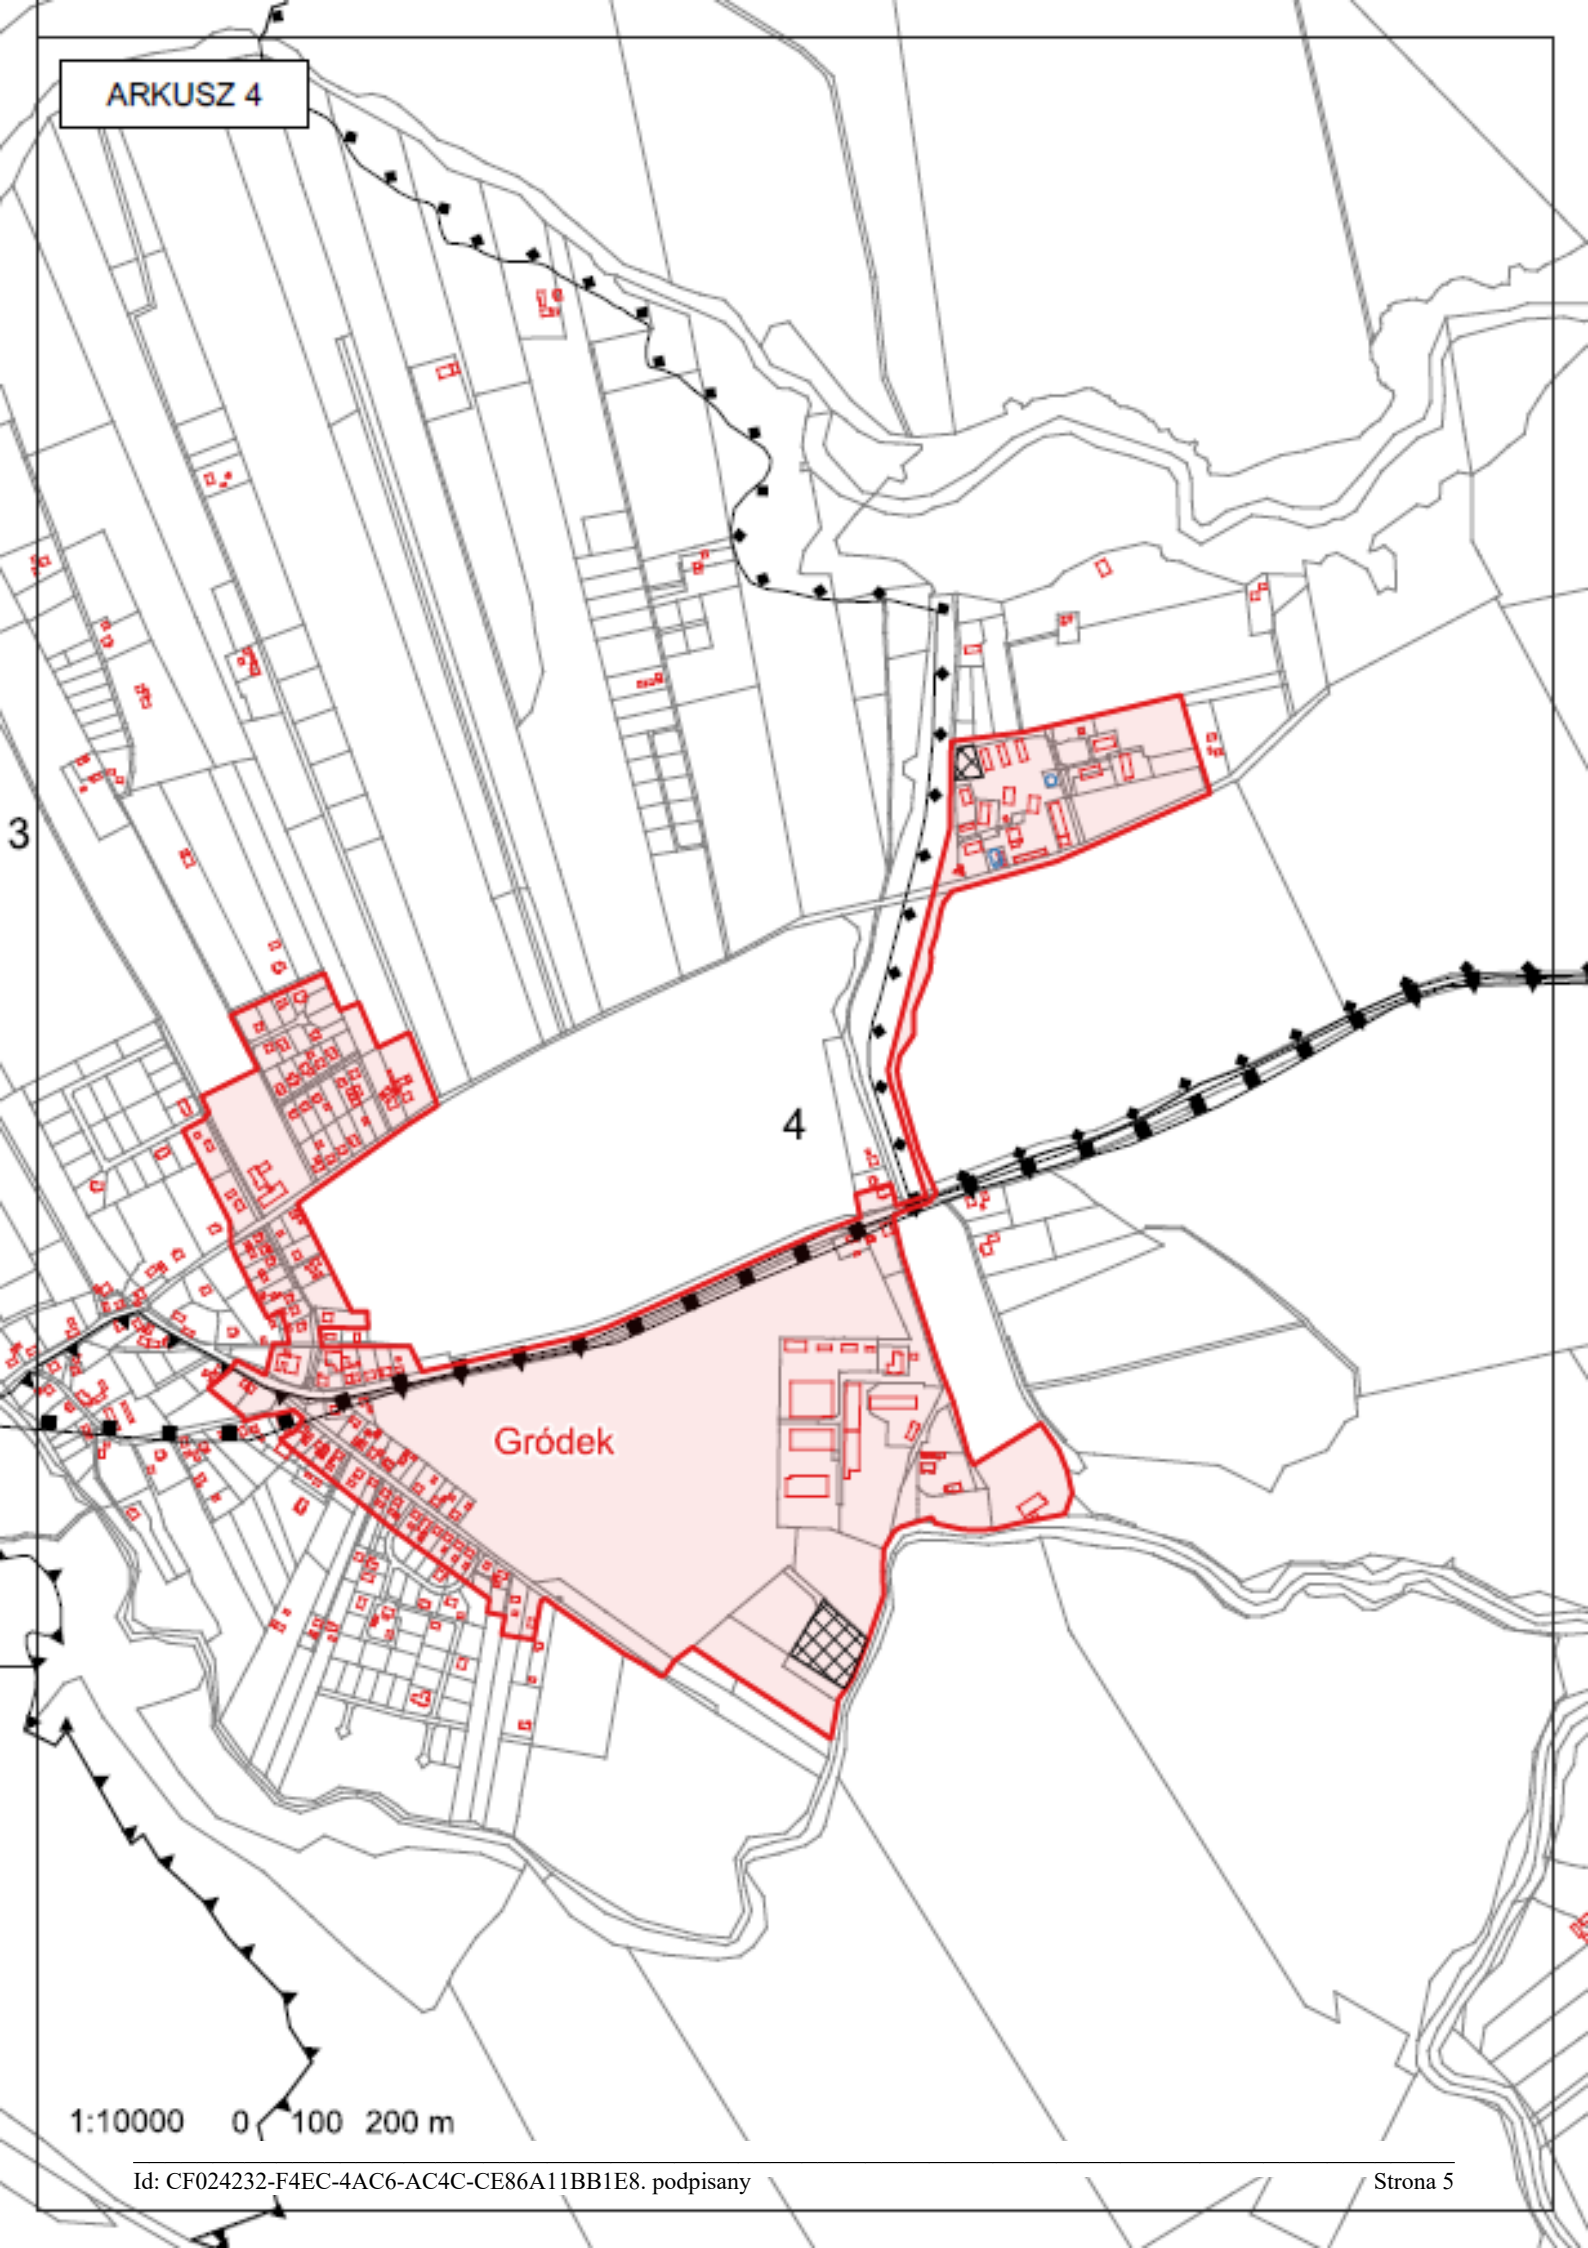 ARKUSZ 4
3
4
Gródek
1:10000 0 100 200 m
Id: CF024232-F4EC-4AC6-AC4C-CE86A11BB1E8. podpisany Strona 5